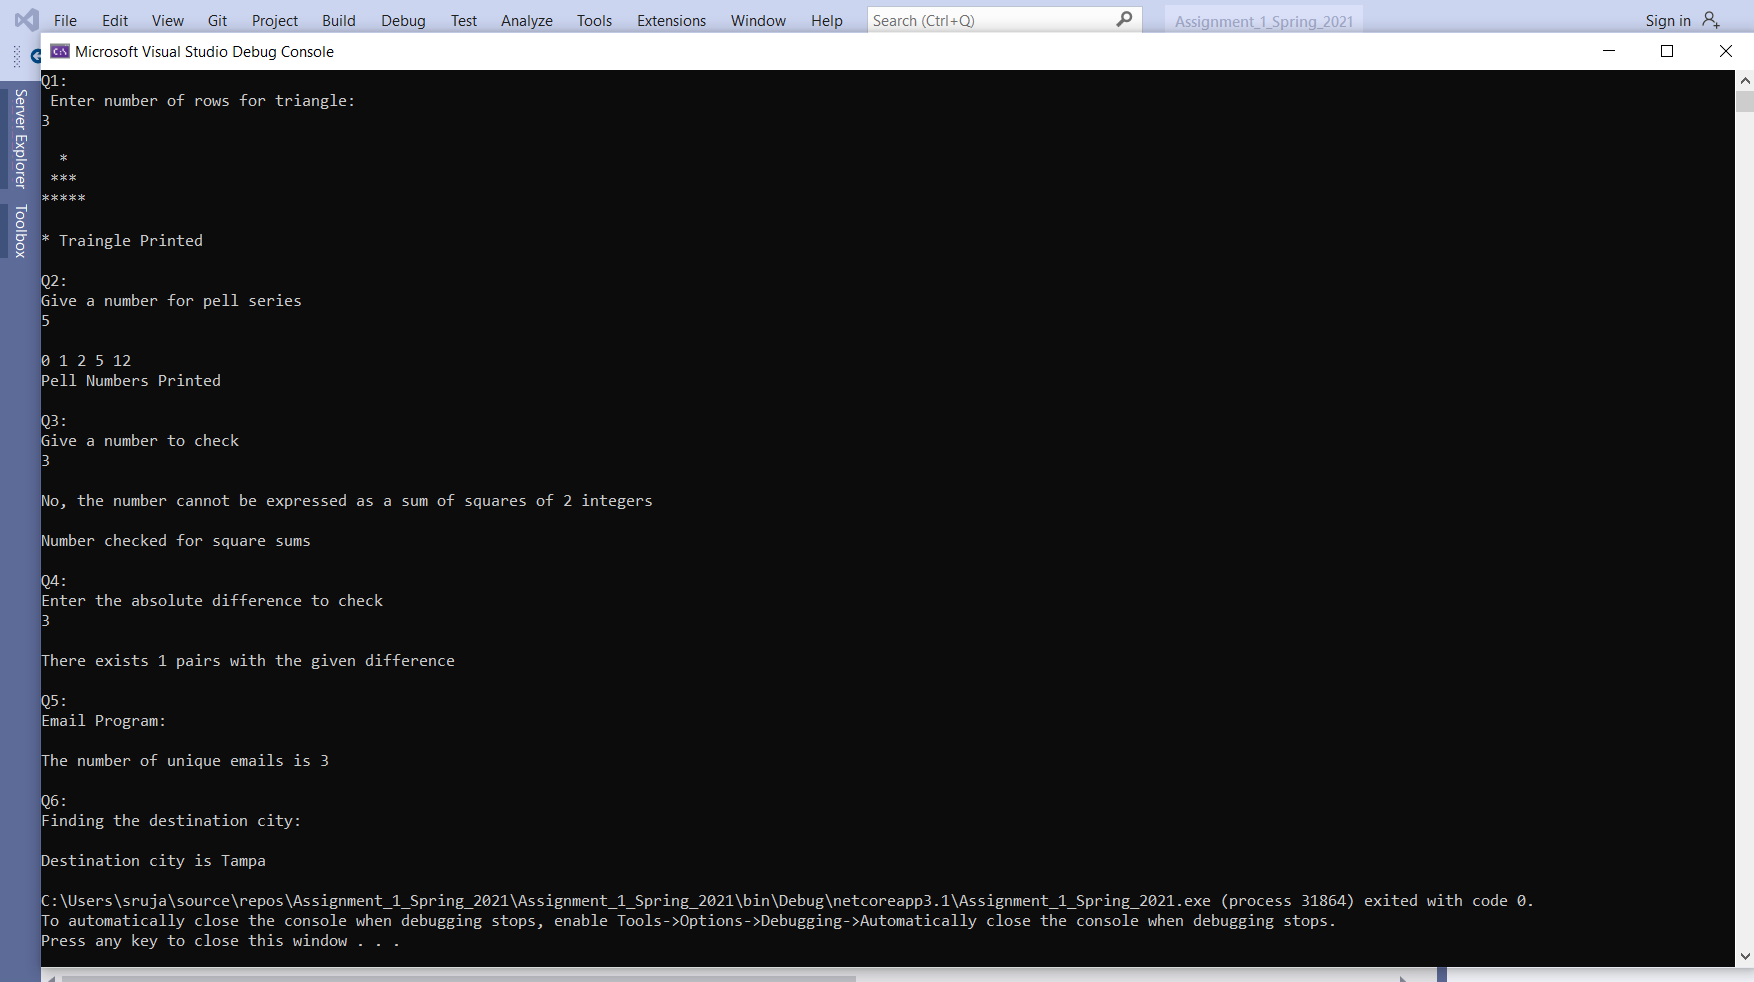 File Edit View Git Project Build Debug Test Analyze Tools Extensions Window Help Search (Ctrl+Q) Assignment_1_Spring_2021 Sign in
Microsoft Visual Studio Debug Console
Server Explorer
Toolbox
Q1:
 Enter number of rows for triangle:
3

  *
 ***
*****

* Traingle Printed

Q2:
Give a number for pell series
5

0 1 2 5 12
Pell Numbers Printed

Q3:
Give a number to check
3

No, the number cannot be expressed as a sum of squares of 2 integers

Number checked for square sums

Q4:
Enter the absolute difference to check
3

There exists 1 pairs with the given difference

Q5:
Email Program:

The number of unique emails is 3

Q6:
Finding the destination city:

Destination city is Tampa

C:\Users\sruja\source\repos\Assignment_1_Spring_2021\Assignment_1_Spring_2021\bin\Debug\netcoreapp3.1\Assignment_1_Spring_2021.exe (process 31864) exited with code 0.
To automatically close the console when debugging stops, enable Tools->Options->Debugging->Automatically close the console when debugging stops.
Press any key to close this window . . .